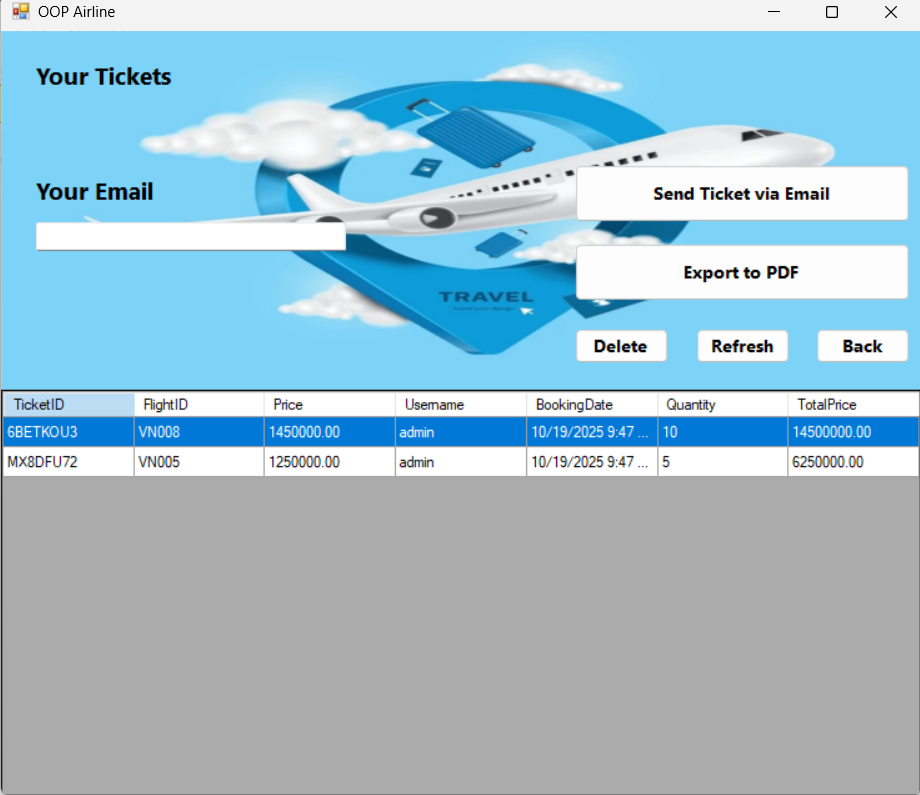 OOP Airline
Your Tickets
Your Email
Send Ticket via Email
Export to PDF
TRAVEL
Delete Refresh Back
TicketID FlightID Price Username BookingDate Quantity TotalPrice
6BETKOU3 VN008 1450000.00 admin 10/19/2025 9:47 ... 10 14500000.00
MX8DFU72 VN005 1250000.00 admin 10/19/2025 9:47 ... 5 6250000.00